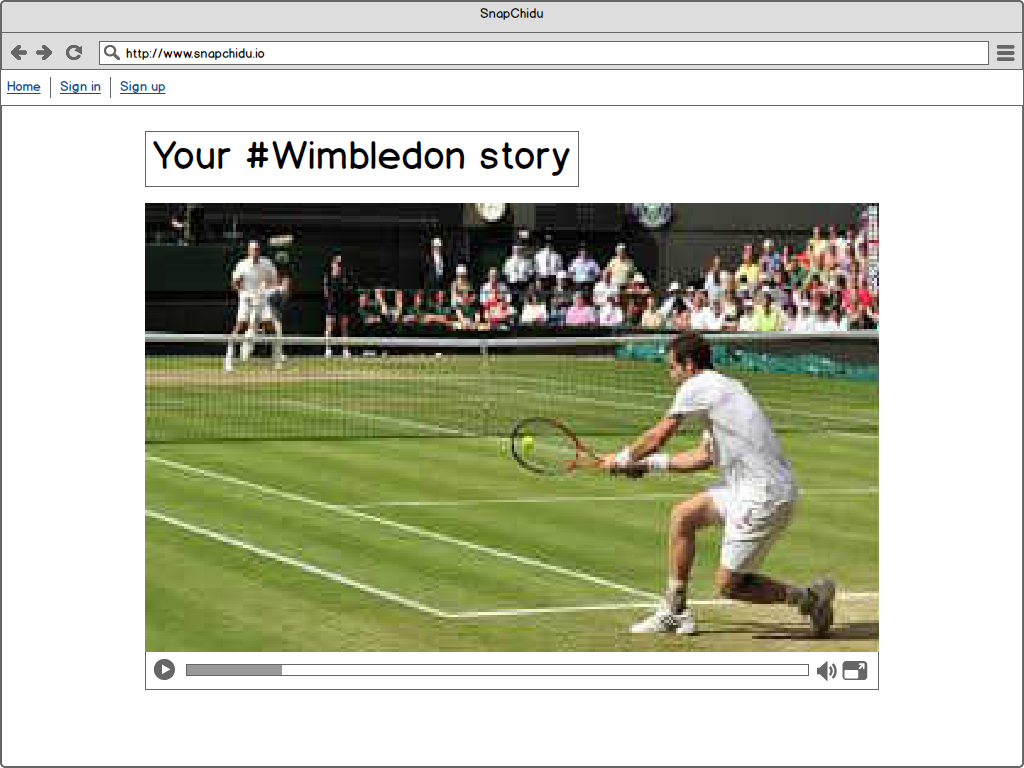 SnapChidu
http://www.snapchidu.io
Home
Sign in
Sign up
Your #Wimbledon story